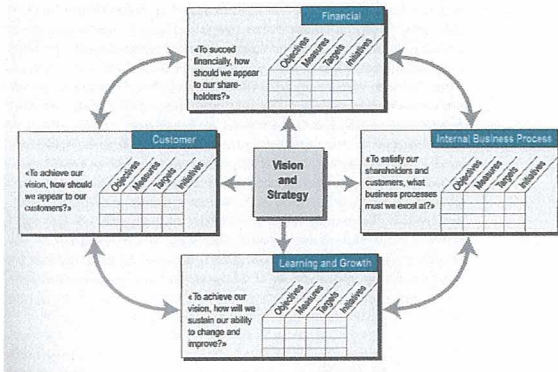 Financial
«To succed
financially, how
should we appear
to our share-
holders?»
Objectives
Measures
Targets
Initiatives
Customer
«To achieve our
vision, how should
we appear to our
customers?»
Objectives
Measures
Targets
Initiatives
Vision
and
Strategy
Internal Business Process
«To satisfy our
shareholders and
customers, what
business processes
must we excel at?»
Objectives
Measures
Targets
Initiatives
Learning and Growth
«To achieve our
vision, how will we
sustain our ability
to change and
improve?»
Objectives
Measures
Targets
Initiatives